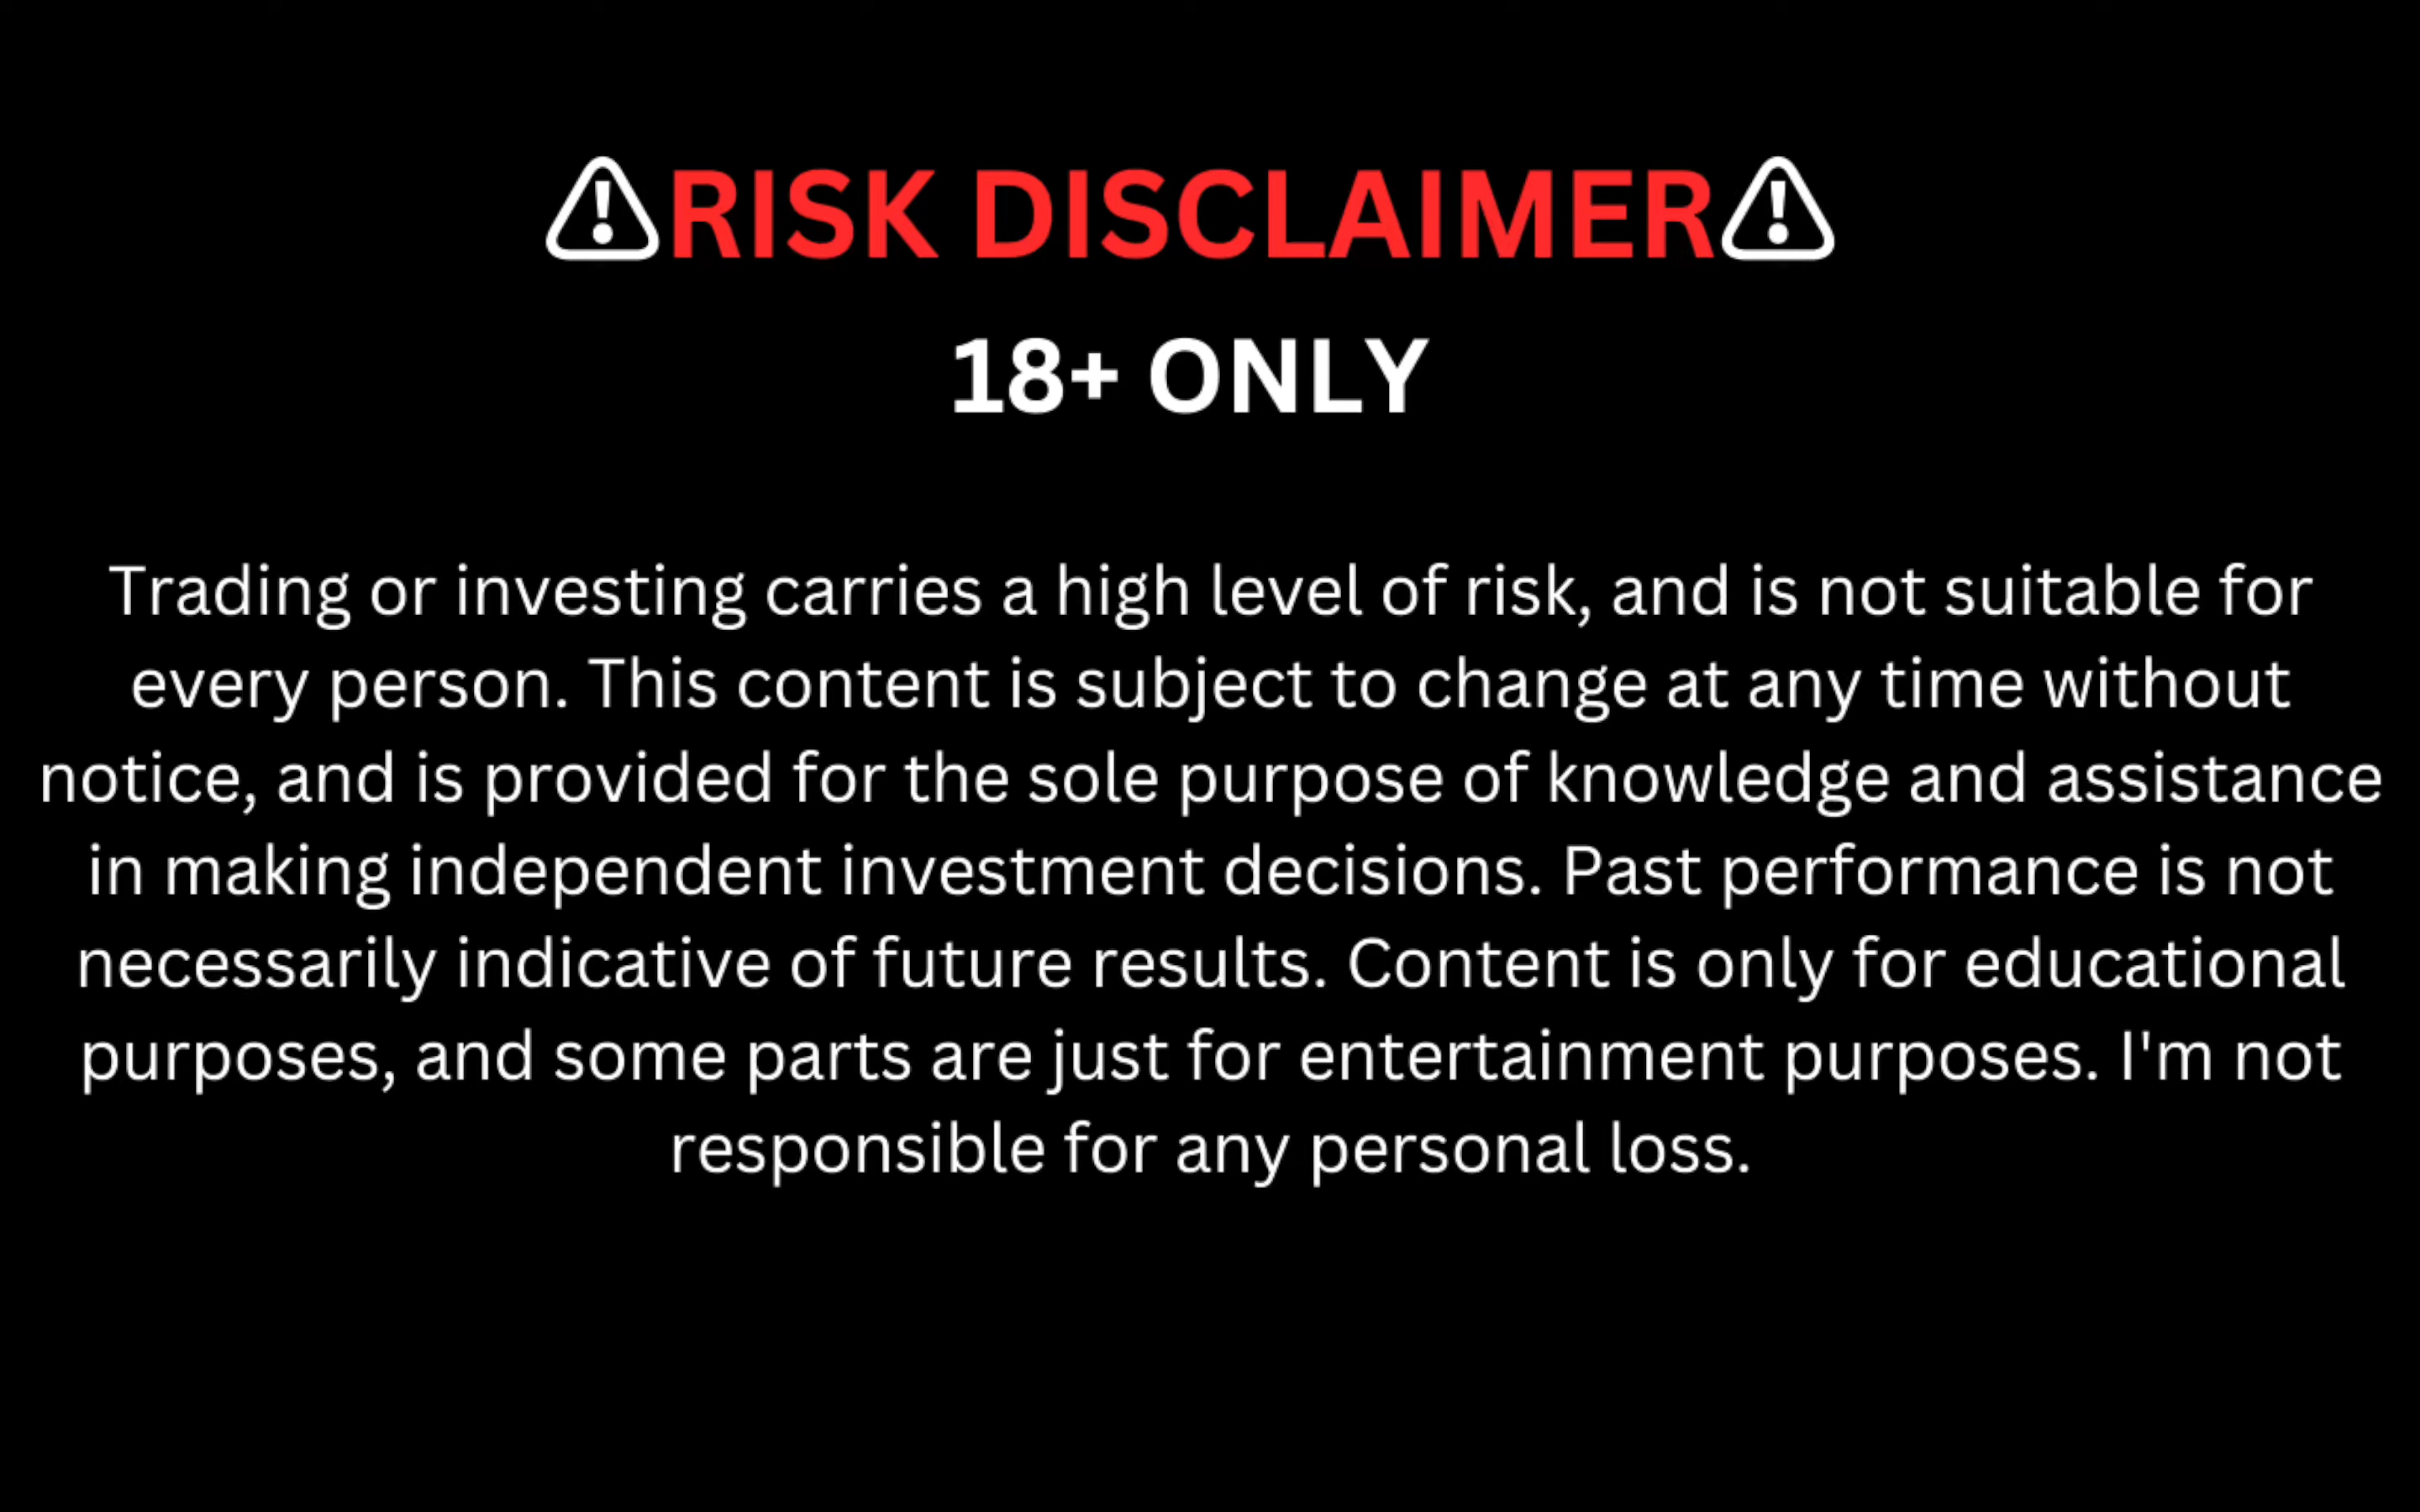 ⚠RISK DISCLAIMER⚠
18+ ONLY
Trading or investing carries a high level of risk, and is not suitable for
every person. This content is subject to change at any time without
notice, and is provided for the sole purpose of knowledge and assistance
in making independent investment decisions. Past performance is not
necessarily indicative of future results. Content is only for educational
purposes, and some parts are just for entertainment purposes. I'm not
responsible for any personal loss.